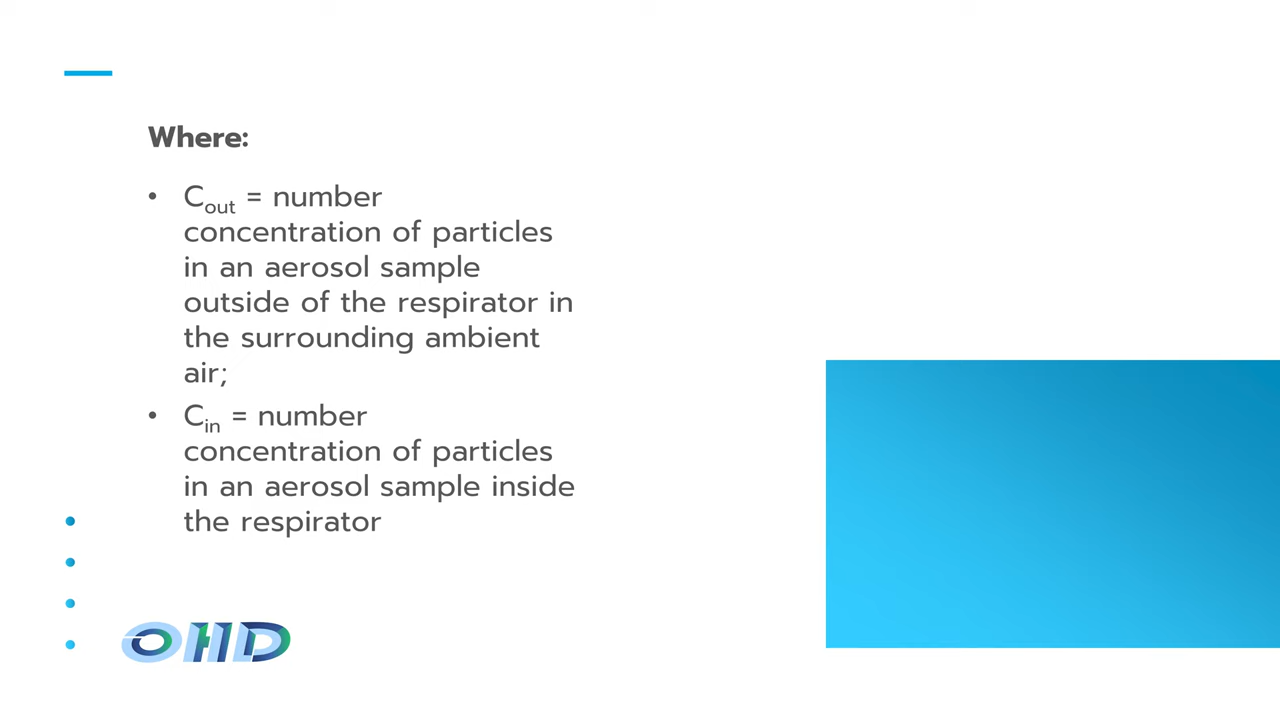 Where:
• Cout = number
concentration of particles
in an aerosol sample
outside of the respirator in
the surrounding ambient
air;
• Cin = number
concentration of particles
in an aerosol sample inside
the respirator
OHD